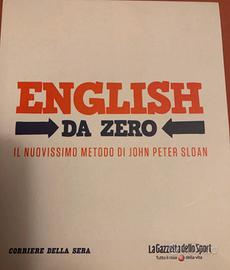 ENGLISH
DA ZERO
IL NUOVISSIMO METODO DI JOHN PETER SLOAN
CORRIERE DELLA SERA
La Gazzetta dello Sport
Tutto il rosa della vita